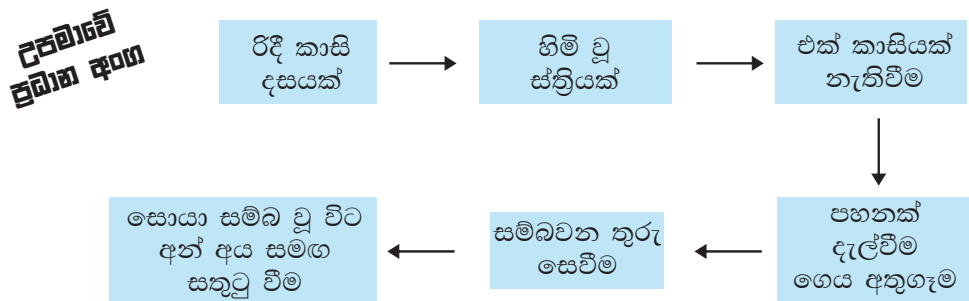 උපමාවේ
ප්‍රධාන අංග
රිදී කාසි
දසයක්
හිමි වූ
ස්ත්‍රියක්
එක් කාසියක්
නැතිවීම
පහනක්
දැල්වීම
ගෙය අතුගෑම
සම්බවන තුරු
සෙවීම
සොයා සම්බ වූ විට
අන් අය සමඟ
සතුටු වීම